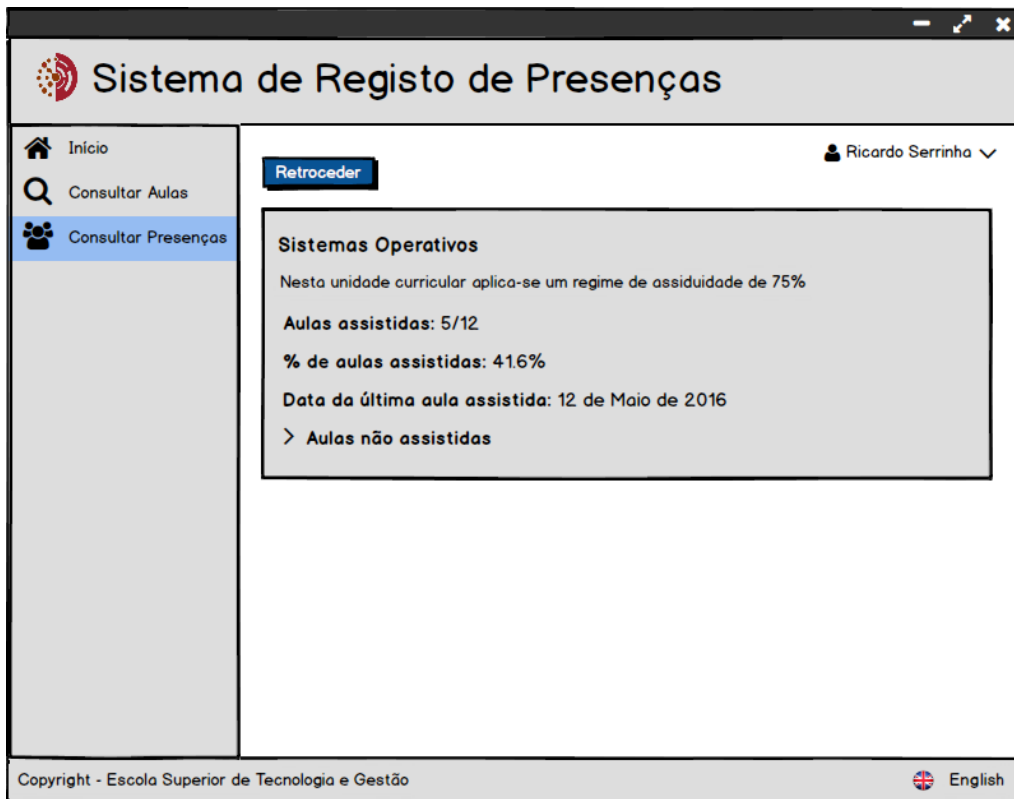 Sistema de Registo de Presenças
Início
Consultar Aulas
Consultar Presenças
Ricardo Serrinha
Retroceder
Sistemas Operativos
Nesta unidade curricular aplica-se um regime de assiduidade de 75%
Aulas assistidas: 5/12
% de aulas assistidas: 41.6%
Data da última aula assistida: 12 de Maio de 2016
Aulas não assistidas
Copyright - Escola Superior de Tecnologia e Gestão
English